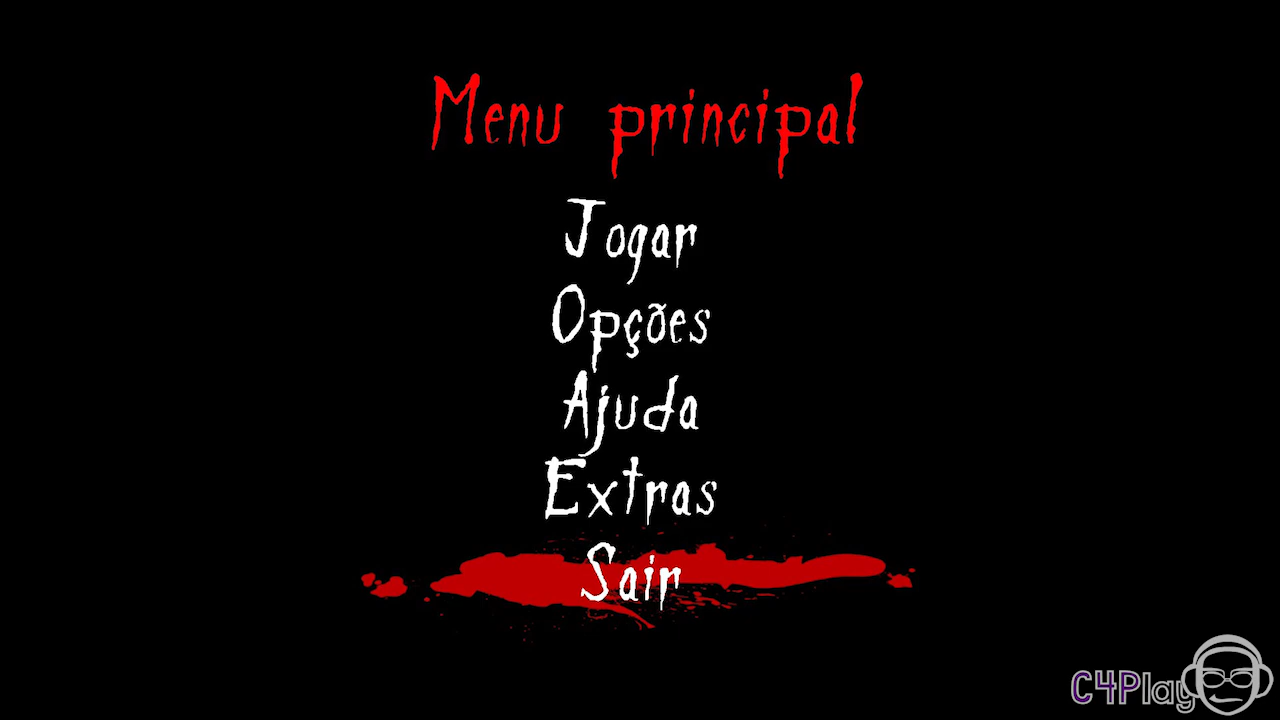 Menu principal
Jogar
Opções
Ajuda
Extras
Sair
C4Play